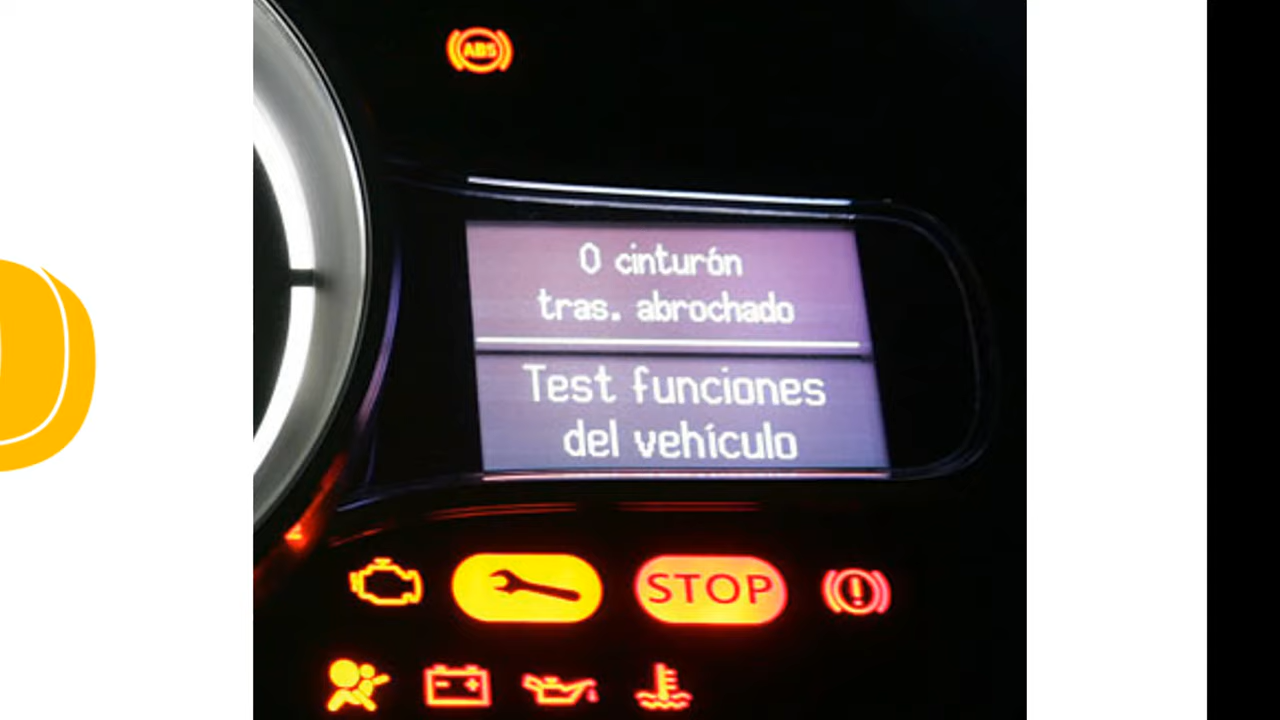 ABS
0 cinturón
tras. abrochado
Test funciones
del vehículo
STOP